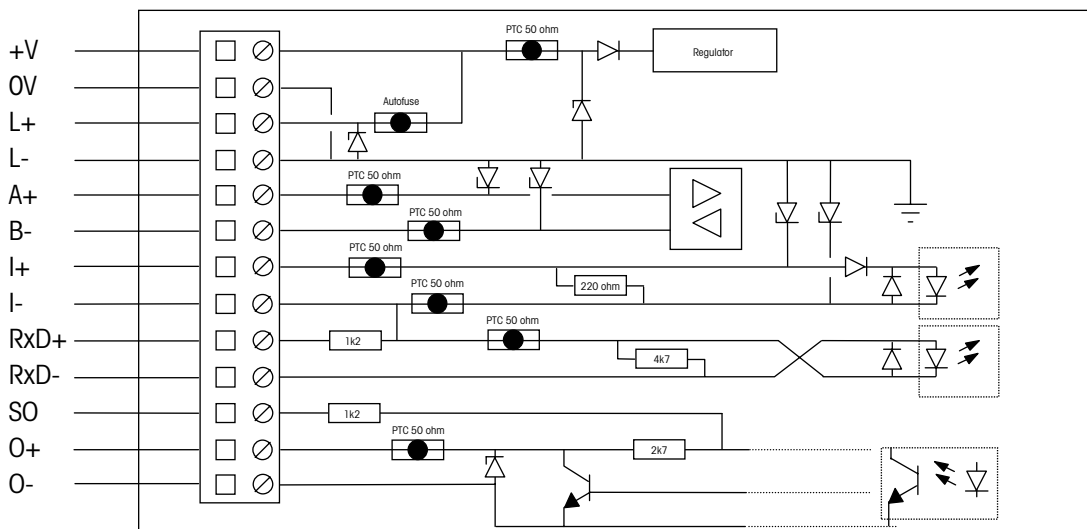 +V
PTC 50 ohm
Regulator
0V
L+
Autofuse
L-
A+
PTC 50 ohm
B-
PTC 50 ohm
I+
PTC 50 ohm
220 ohm
I-
PTC 50 ohm
RxD+
1k2
PTC 50 ohm
4k7
RxD-
SO
1k2
O+
PTC 50 ohm
2k7
O-